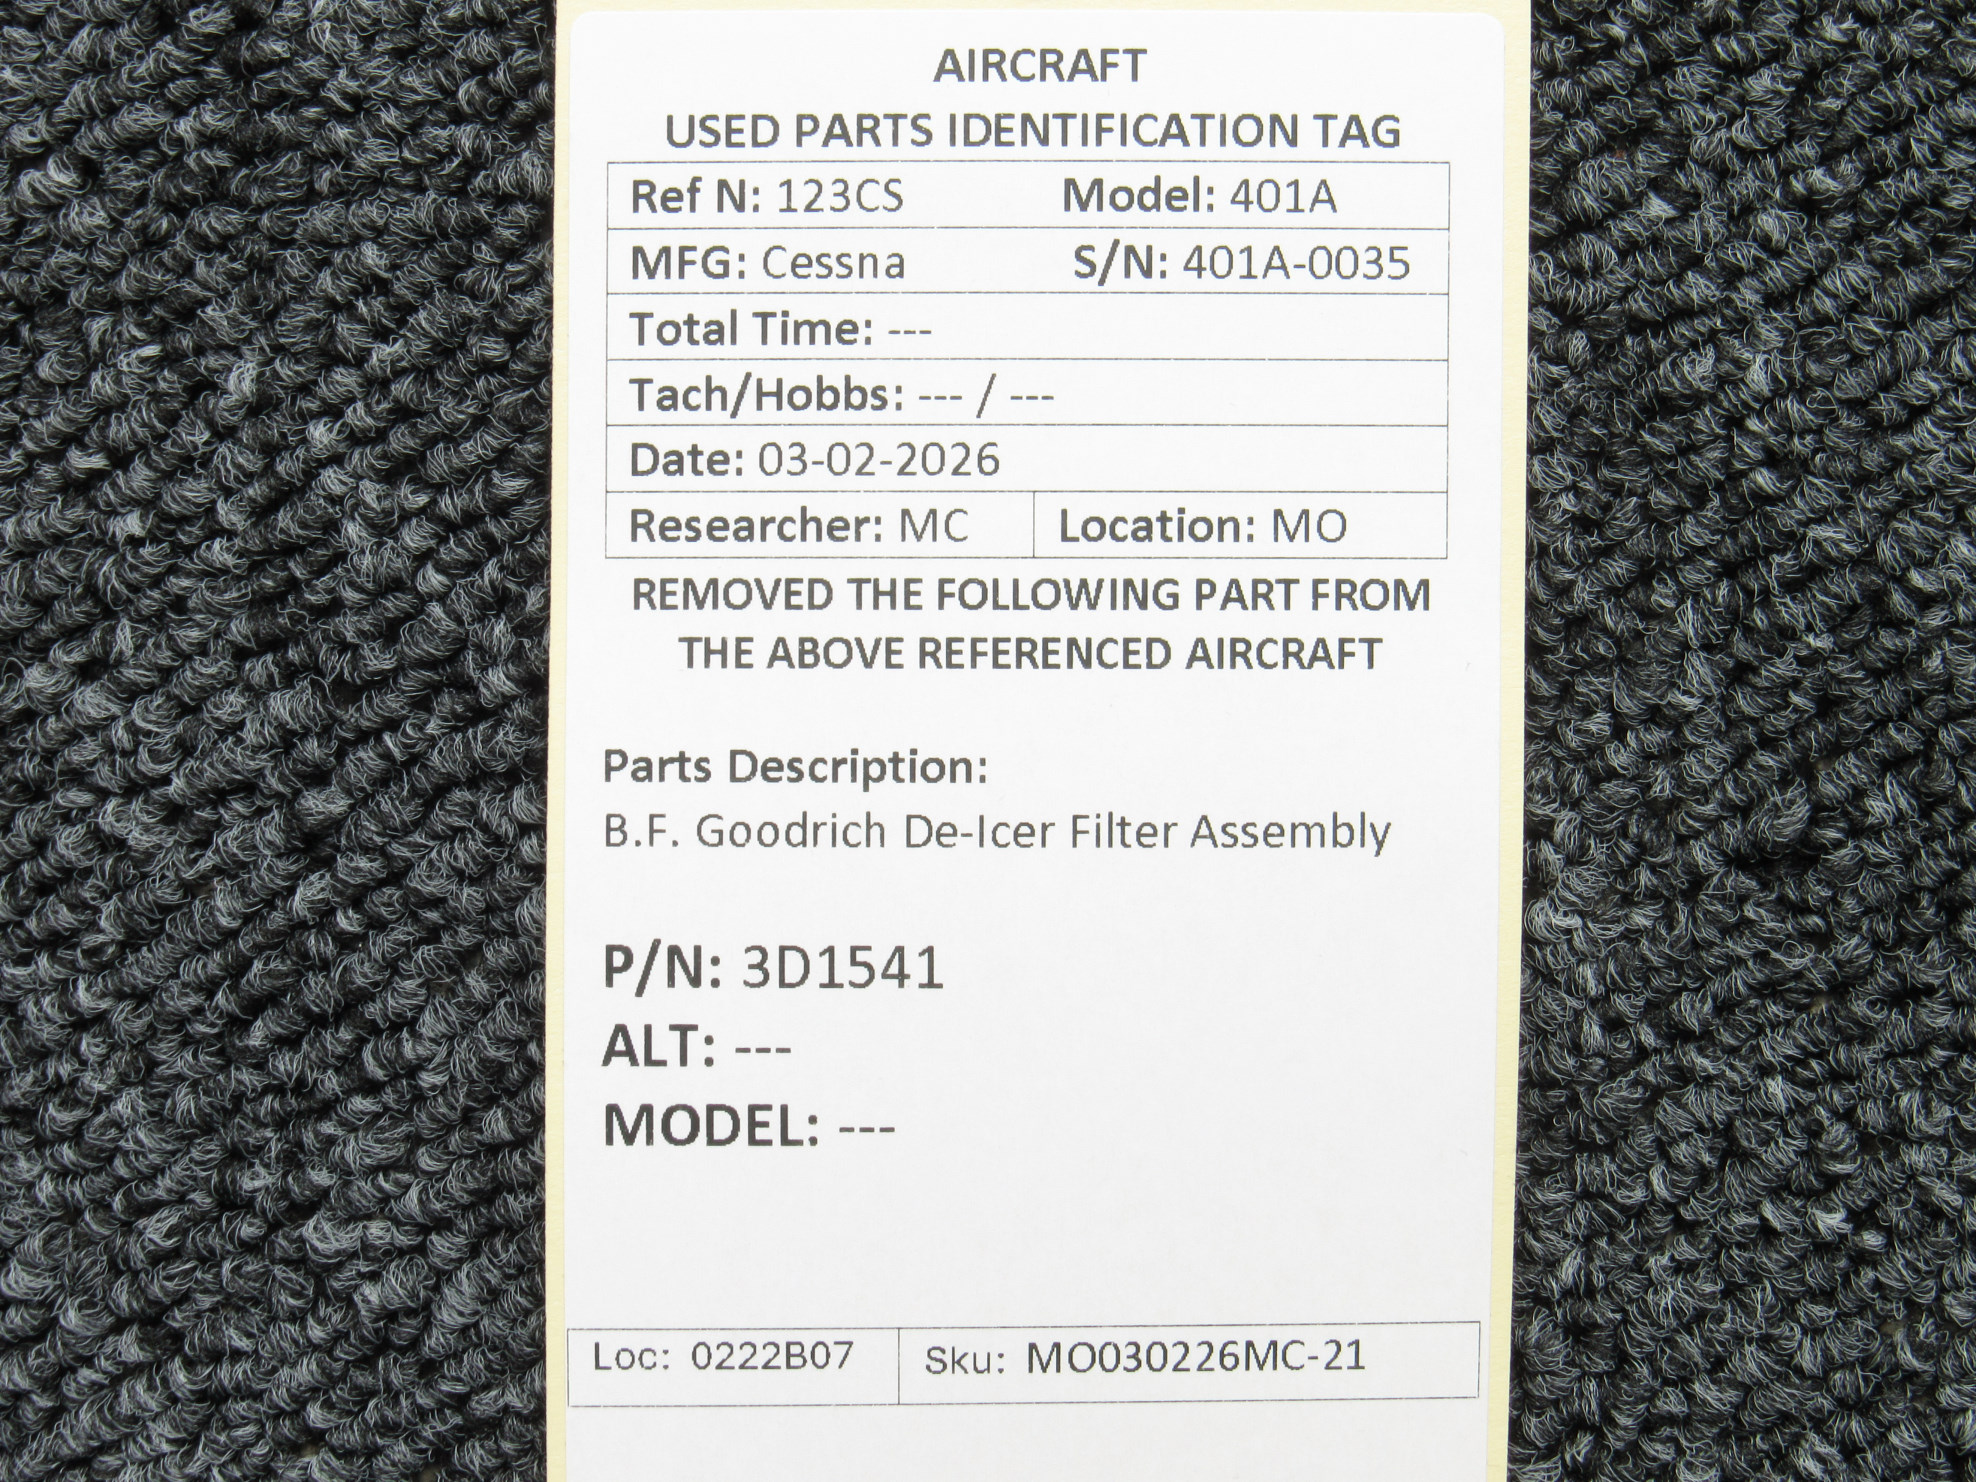 AIRCRAFT
USED PARTS IDENTIFICATION TAG
Ref N: 123CS Model: 401A
MFG: Cessna S/N: 401A-0035
Total Time: ---
Tach/Hobbs: --- / ---
Date: 03-02-2026
Researcher: MC Location: MO
REMOVED THE FOLLOWING PART FROM
THE ABOVE REFERENCED AIRCRAFT
Parts Description:
B.F. Goodrich De-Icer Filter Assembly
P/N: 3D1541
ALT: ---
MODEL: ---
Loc: 0222B07 Sku: MO030226MC-21